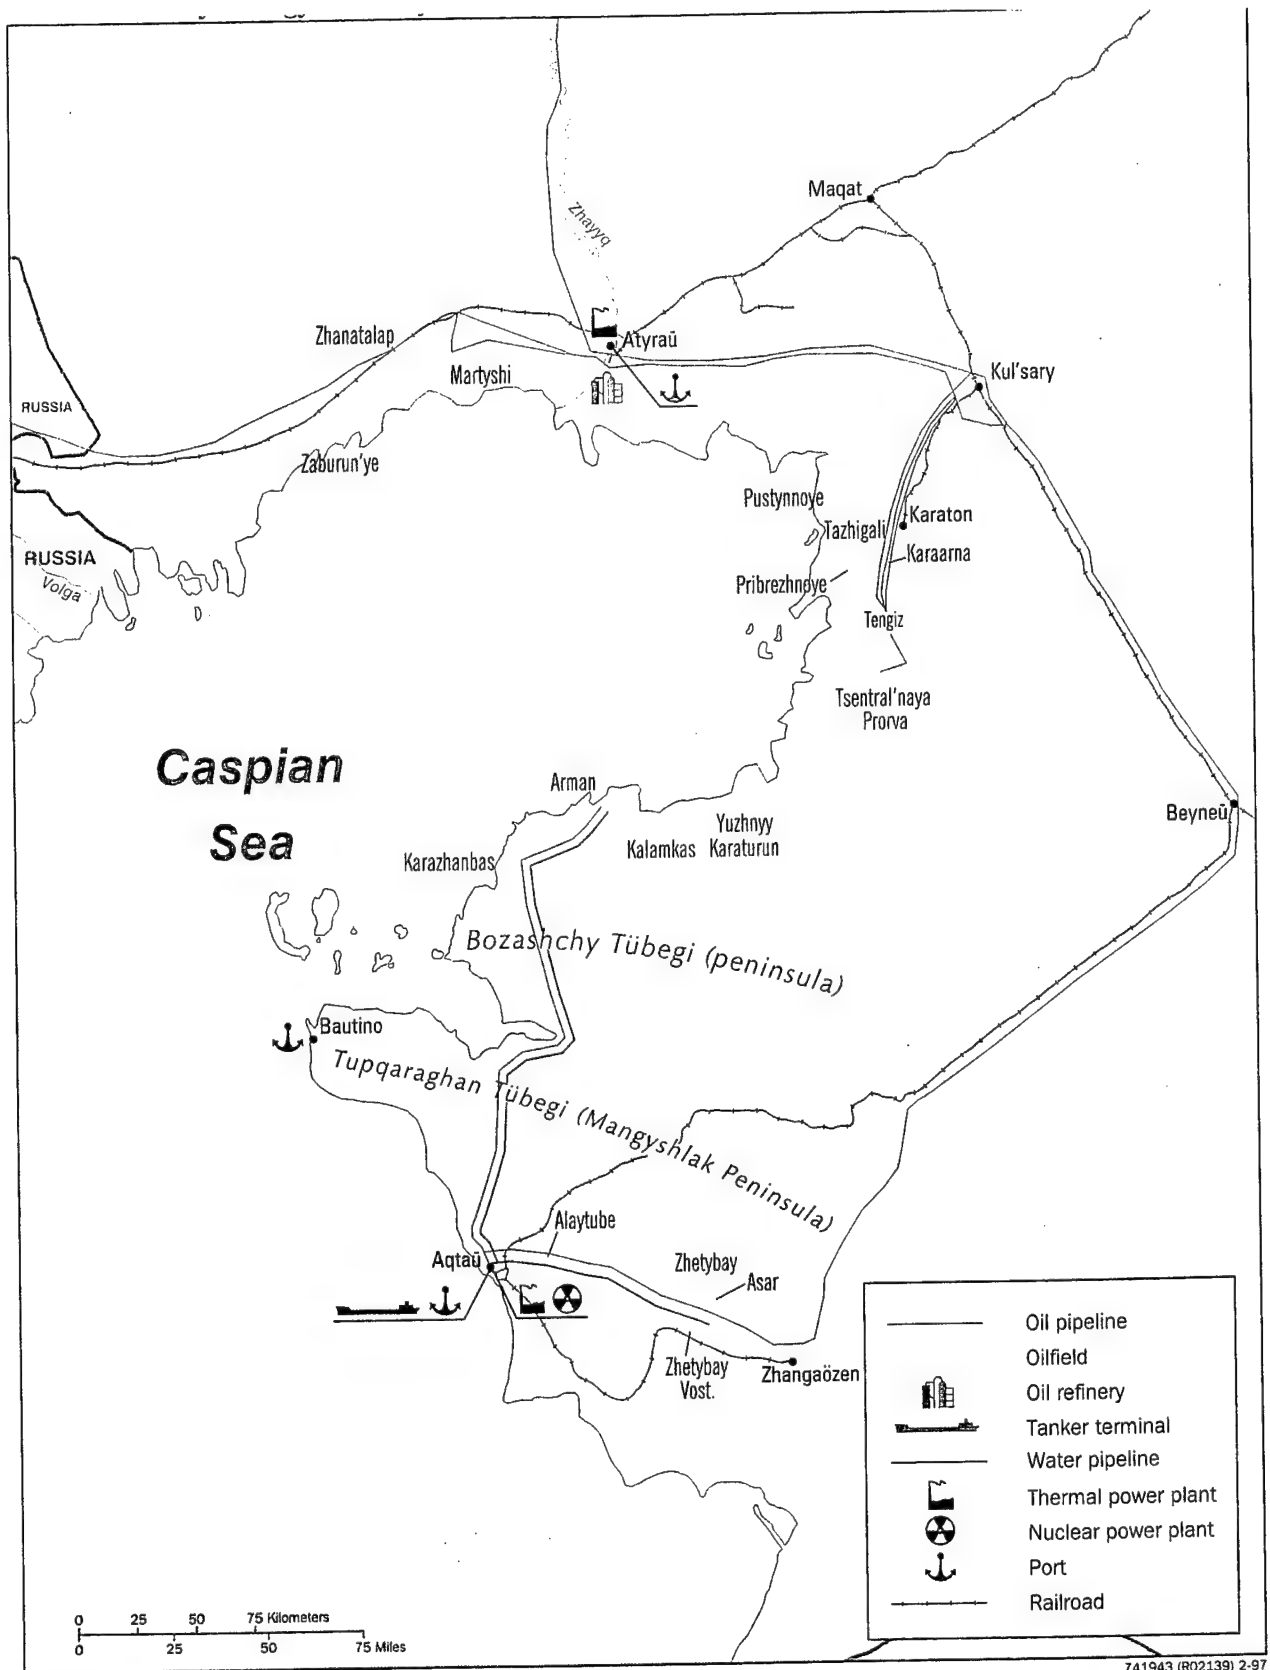 Maqat
Zhayyq
Zhanatalap
Atyraū
Kul'sary
Martyshi
RUSSIA
Zaburun'ye
Pustynnoye
Tazhigali
Karaton
RUSSIA
Karaarna
Volga
Pribrezhnoye
Tengiz
Tsentral'naya
Prorva
Caspian
Sea
Arman
Beyneū
Yuzhnyy
Karaturun
Kalamkas
Karazhanbas
Bozashchy Tübegi (peninsula)
Bautino
Tupqaraghan Tübegi (Mangyshlak Peninsula)
Alaytube
Aqtaū
Zhetybay
Asar
Zhetybay
Vost.
Zhangaözen
Oil pipeline
Oilfield
Oil refinery
Tanker terminal
Water pipeline
Thermal power plant
Nuclear power plant
Port
Railroad
0 25 50 75 Kilometers
0 25 50 75 Miles
741943 (R02139) 2-97